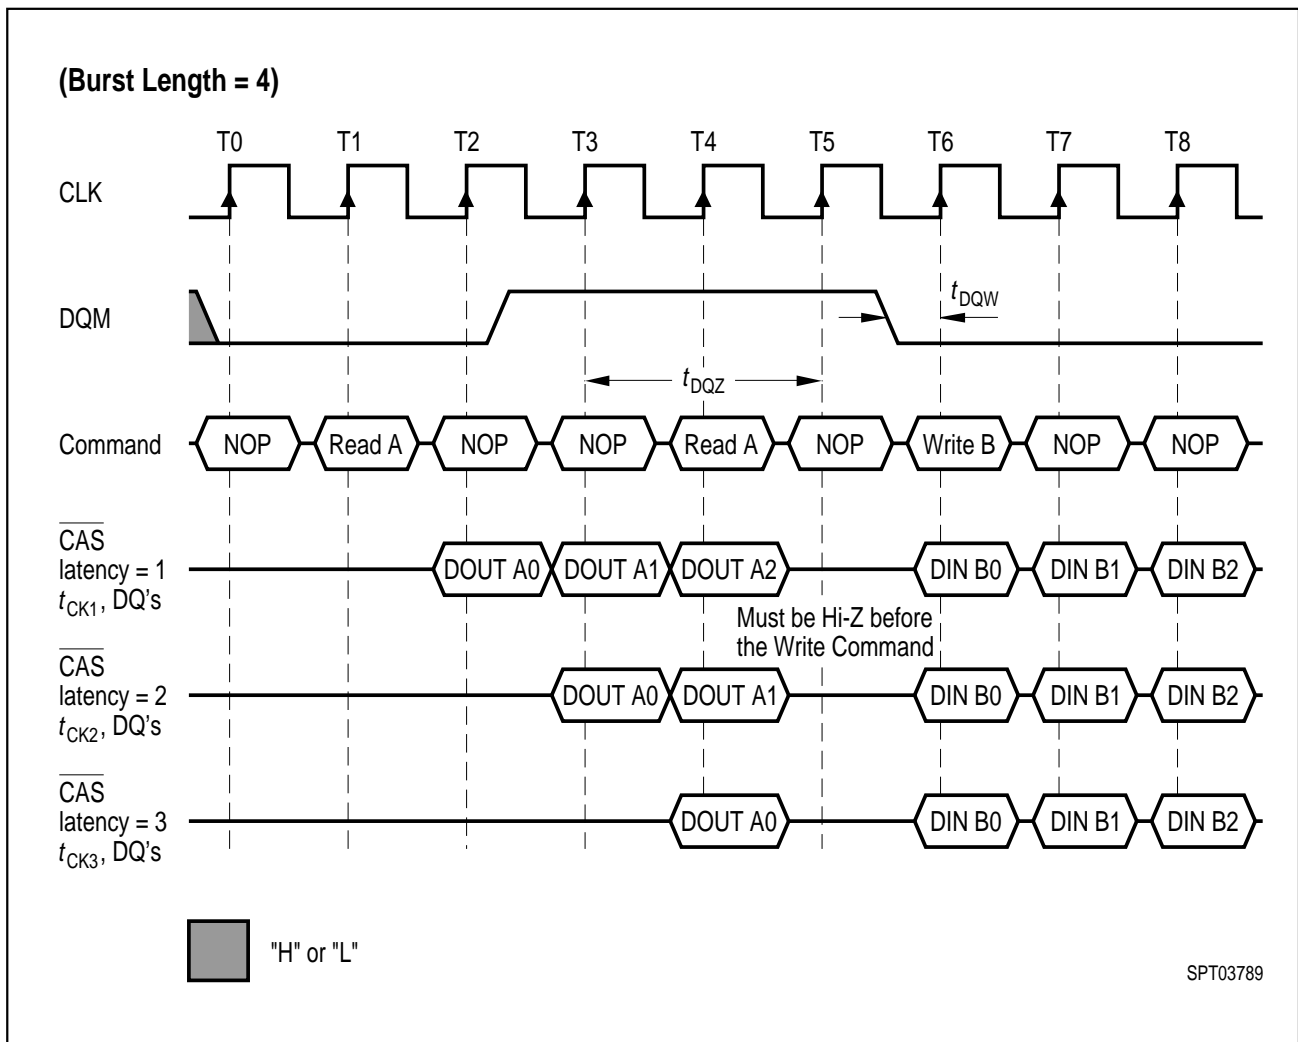 (Burst Length = 4)
T0 T1 T2 T3 T4 T5 T6 T7 T8
CLK
DQM
tDQW
tDQZ
Command NOP Read A NOP NOP Read A NOP Write B NOP NOP
CAS
latency = 1
tCK1, DQ's
DOUT A0 DOUT A1 DOUT A2 DIN B0 DIN B1 DIN B2
Must be Hi-Z before
the Write Command
CAS
latency = 2
tCK2, DQ's
DOUT A0 DOUT A1 DIN B0 DIN B1 DIN B2
CAS
latency = 3
tCK3, DQ's
DOUT A0 DIN B0 DIN B1 DIN B2
"H" or "L"
SPT03789